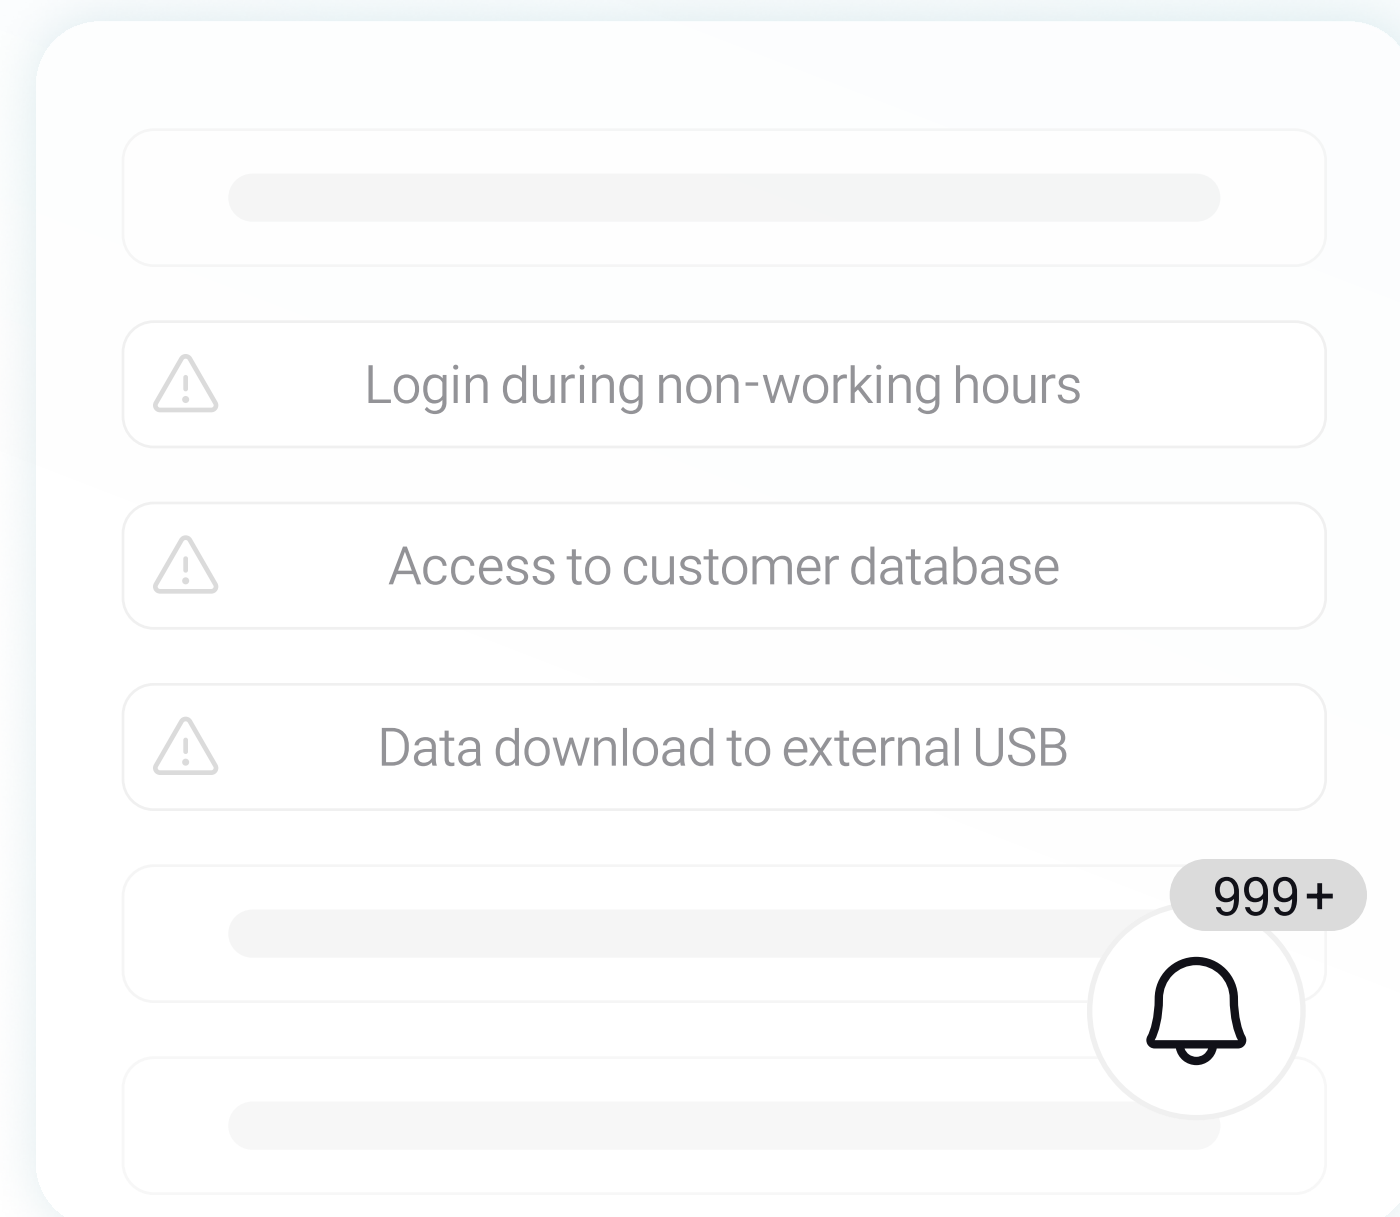 Login during non-working hours
Access to customer database
Data download to external USB
999+